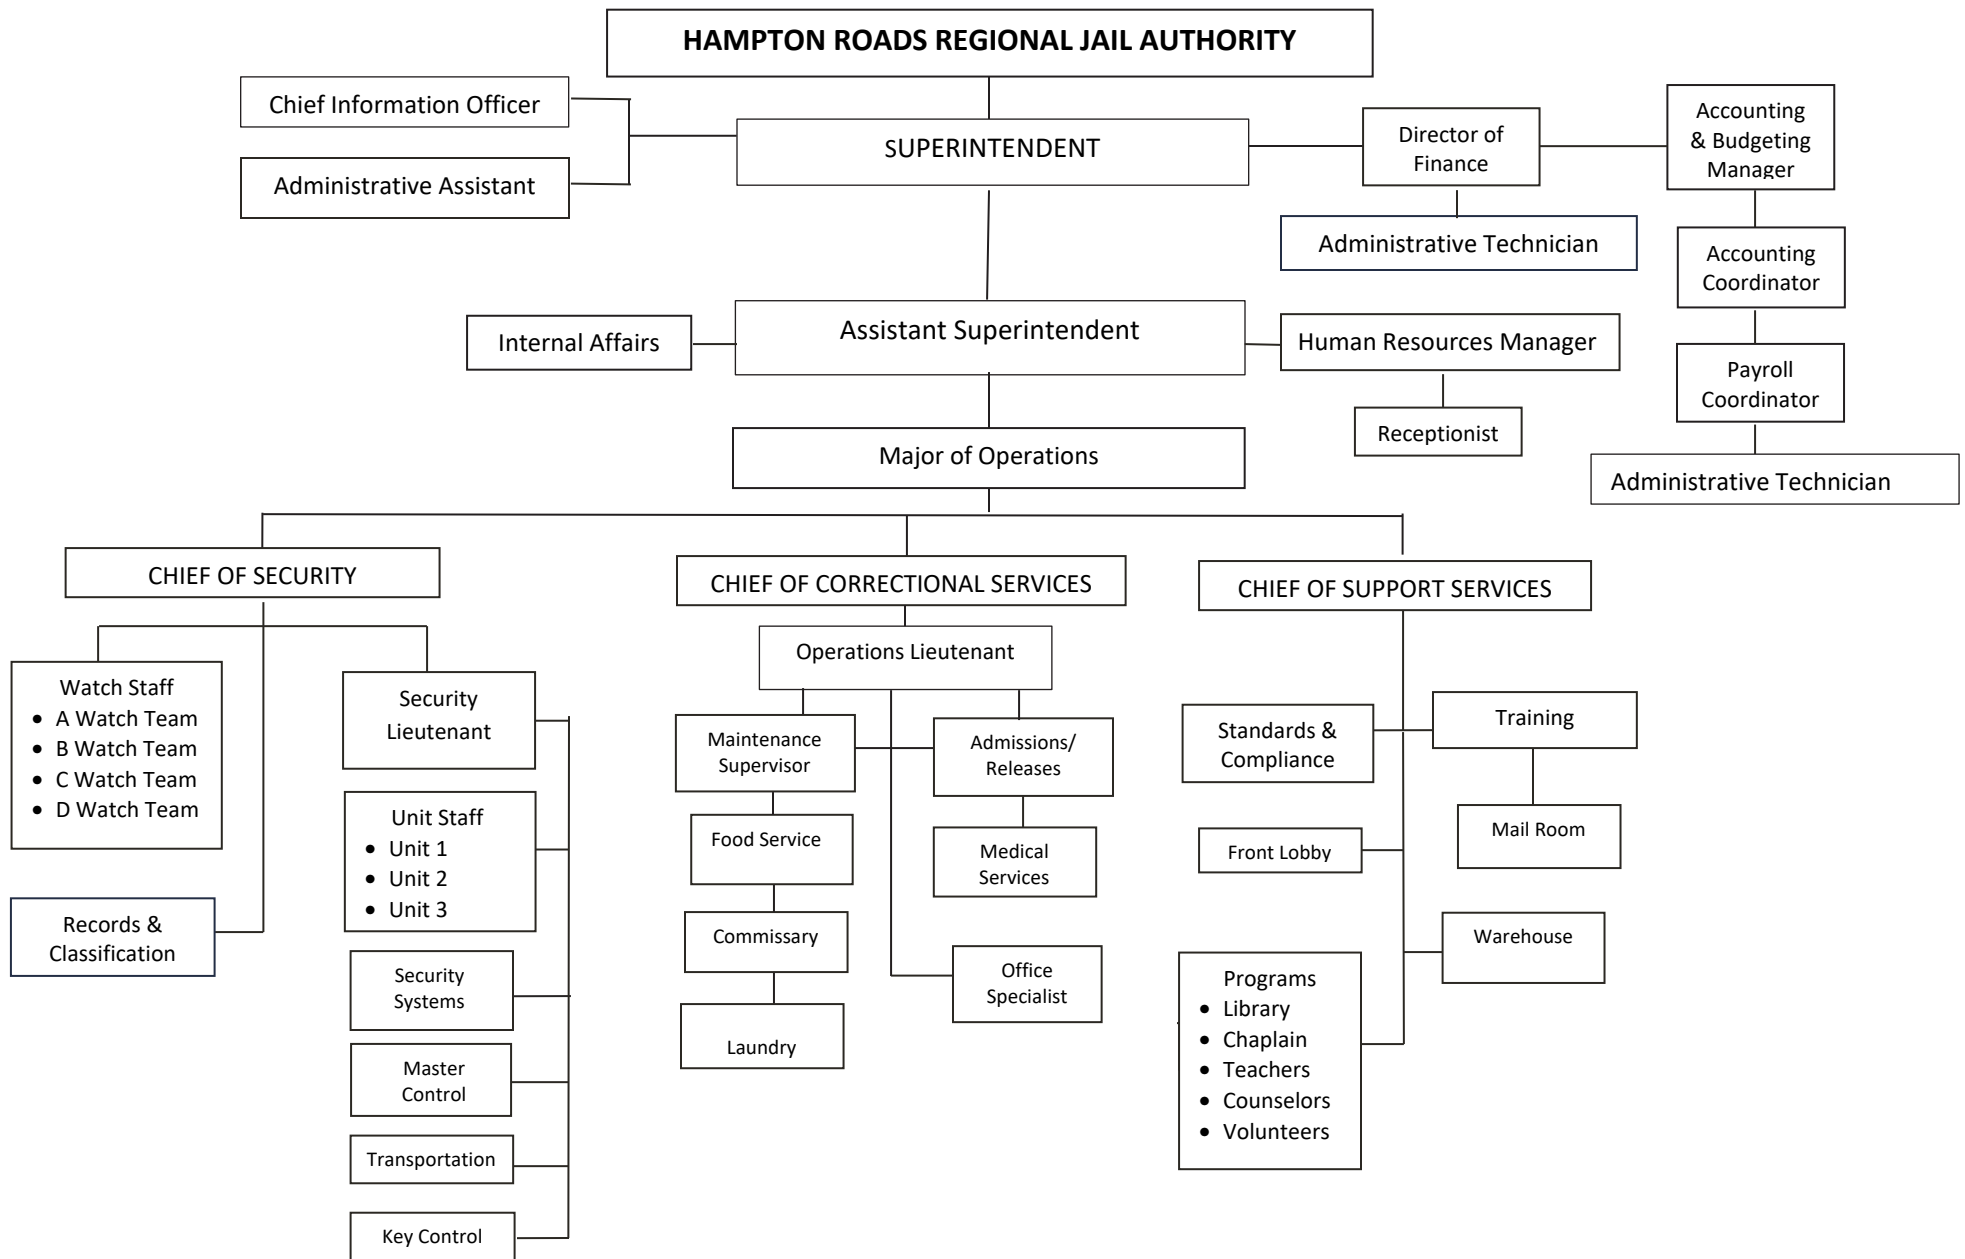 HAMPTON ROADS REGIONAL JAIL AUTHORITY
Chief Information Officer
Administrative Assistant
SUPERINTENDENT
Director of
Finance
Accounting
& Budgeting
Manager
Administrative Technician
Accounting
Coordinator
Internal Affairs
Assistant Superintendent
Human Resources Manager
Payroll
Coordinator
Receptionist
Major of Operations
Administrative Technician
CHIEF OF SECURITY
Watch Staff
• A Watch Team
• B Watch Team
• C Watch Team
• D Watch Team
Records &
Classification
Security
Lieutenant
Unit Staff
• Unit 1
• Unit 2
• Unit 3
Security
Systems
Master
Control
Transportation
Key Control
CHIEF OF CORRECTIONAL SERVICES
Operations Lieutenant
Maintenance
Supervisor
Admissions/
Releases
Food Service
Medical
Services
Commissary
Office
Specialist
Laundry
CHIEF OF SUPPORT SERVICES
Standards &
Compliance
Training
Mail Room
Front Lobby
Warehouse
Programs
• Library
• Chaplain
• Teachers
• Counselors
• Volunteers